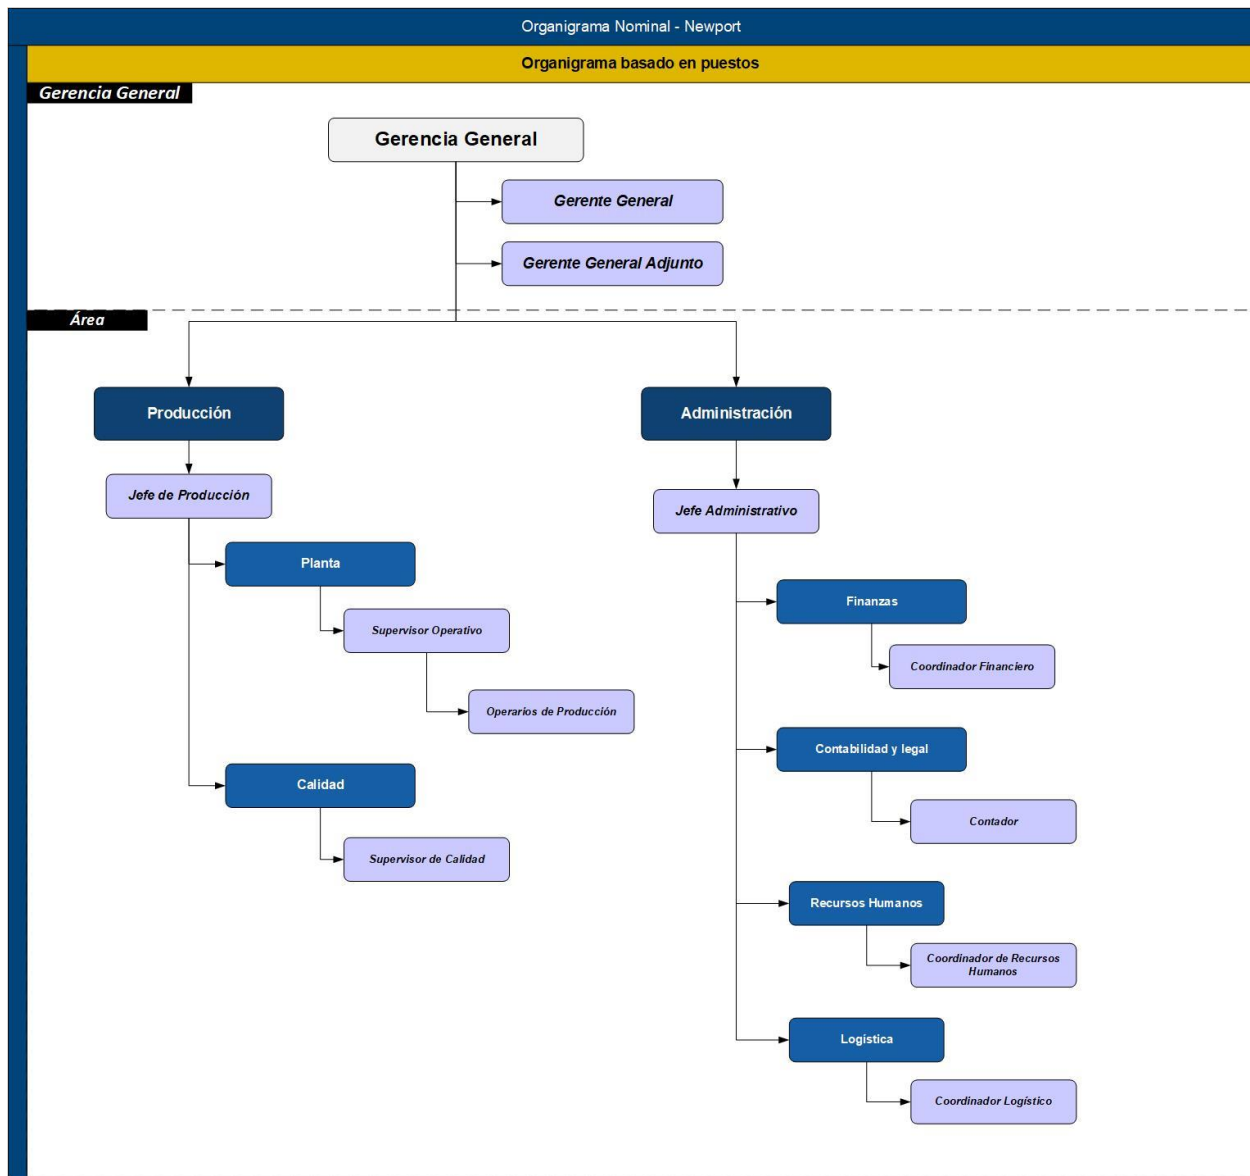 Organigrama Nominal - Newport
Organigrama basado en puestos
Gerencia General
Gerencia General
Gerente General
Gerente General Adjunto
Área
Producción
Jefe de Producción
Planta
Supervisor Operativo
Operarios de Producción
Calidad
Supervisor de Calidad
Administración
Jefe Administrativo
Finanzas
Coordinador Financiero
Contabilidad y legal
Contador
Recursos Humanos
Coordinador de Recursos
Humanos
Logística
Coordinador Logístico